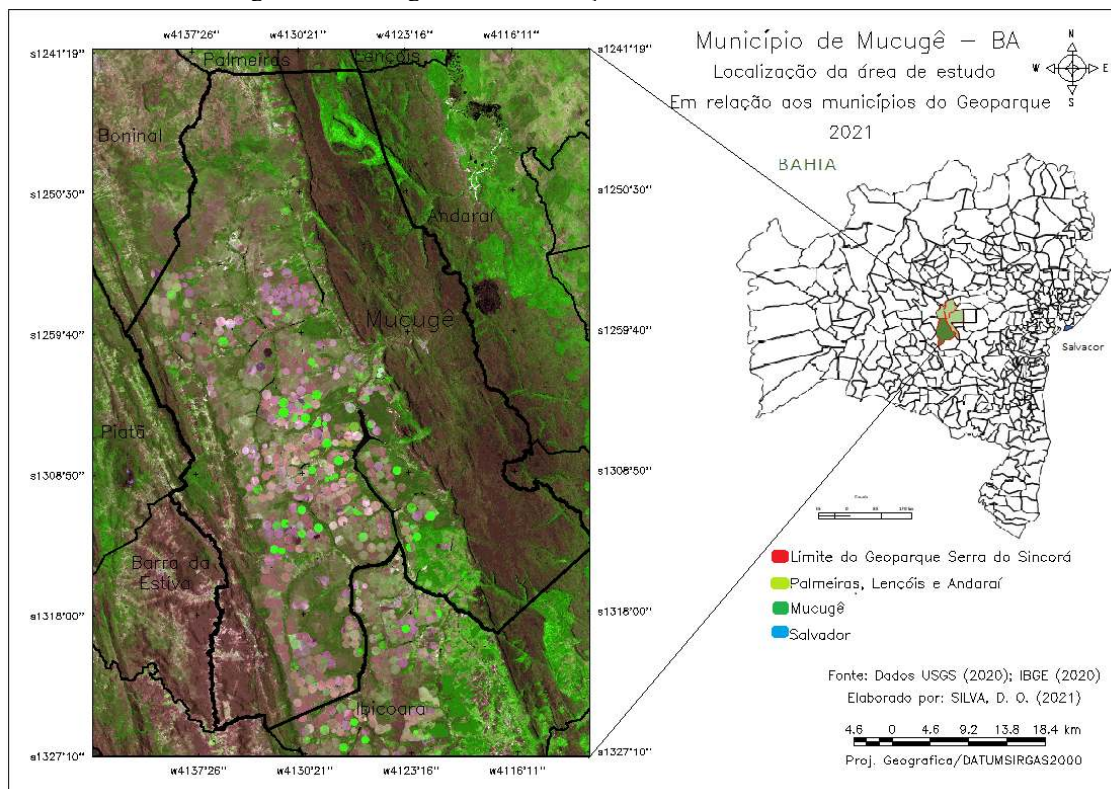 w4137'26'' w4130'21'' w4123'16'' w4116'11''
s1241'19'' s1241'19''
Palmeiras Lençóis
Boninal
s1250'30'' s1250'30''
Andaraí
s1259'40'' s1259'40''
Mucugê
Piatã
s1308'50'' s1308'50''
Barra da
Estiva
s1318'00'' s1318'00''
Ibicoara
s1327'10'' s1327'10''
w4137'26'' w4130'21'' w4123'16'' w4116'11''
Município de Mucugê – BA
Localização da área de estudo
Em relação aos municípios do Geoparque
2021
N
W E
S
BAHIA
Salvacor
Límite do Geoparque Serra do Sincorá
Palmeiras, Lençóis e Andaraí
Mucugê
Salvador
Fonte: Dados USGS (2020); IBGE (2020)
Elaborado por: SILVA, D. O. (2021)
4.6 0 4.6 9.2 13.8 18.4 km
Proj. Geografica/DATUMSIRGAS2000